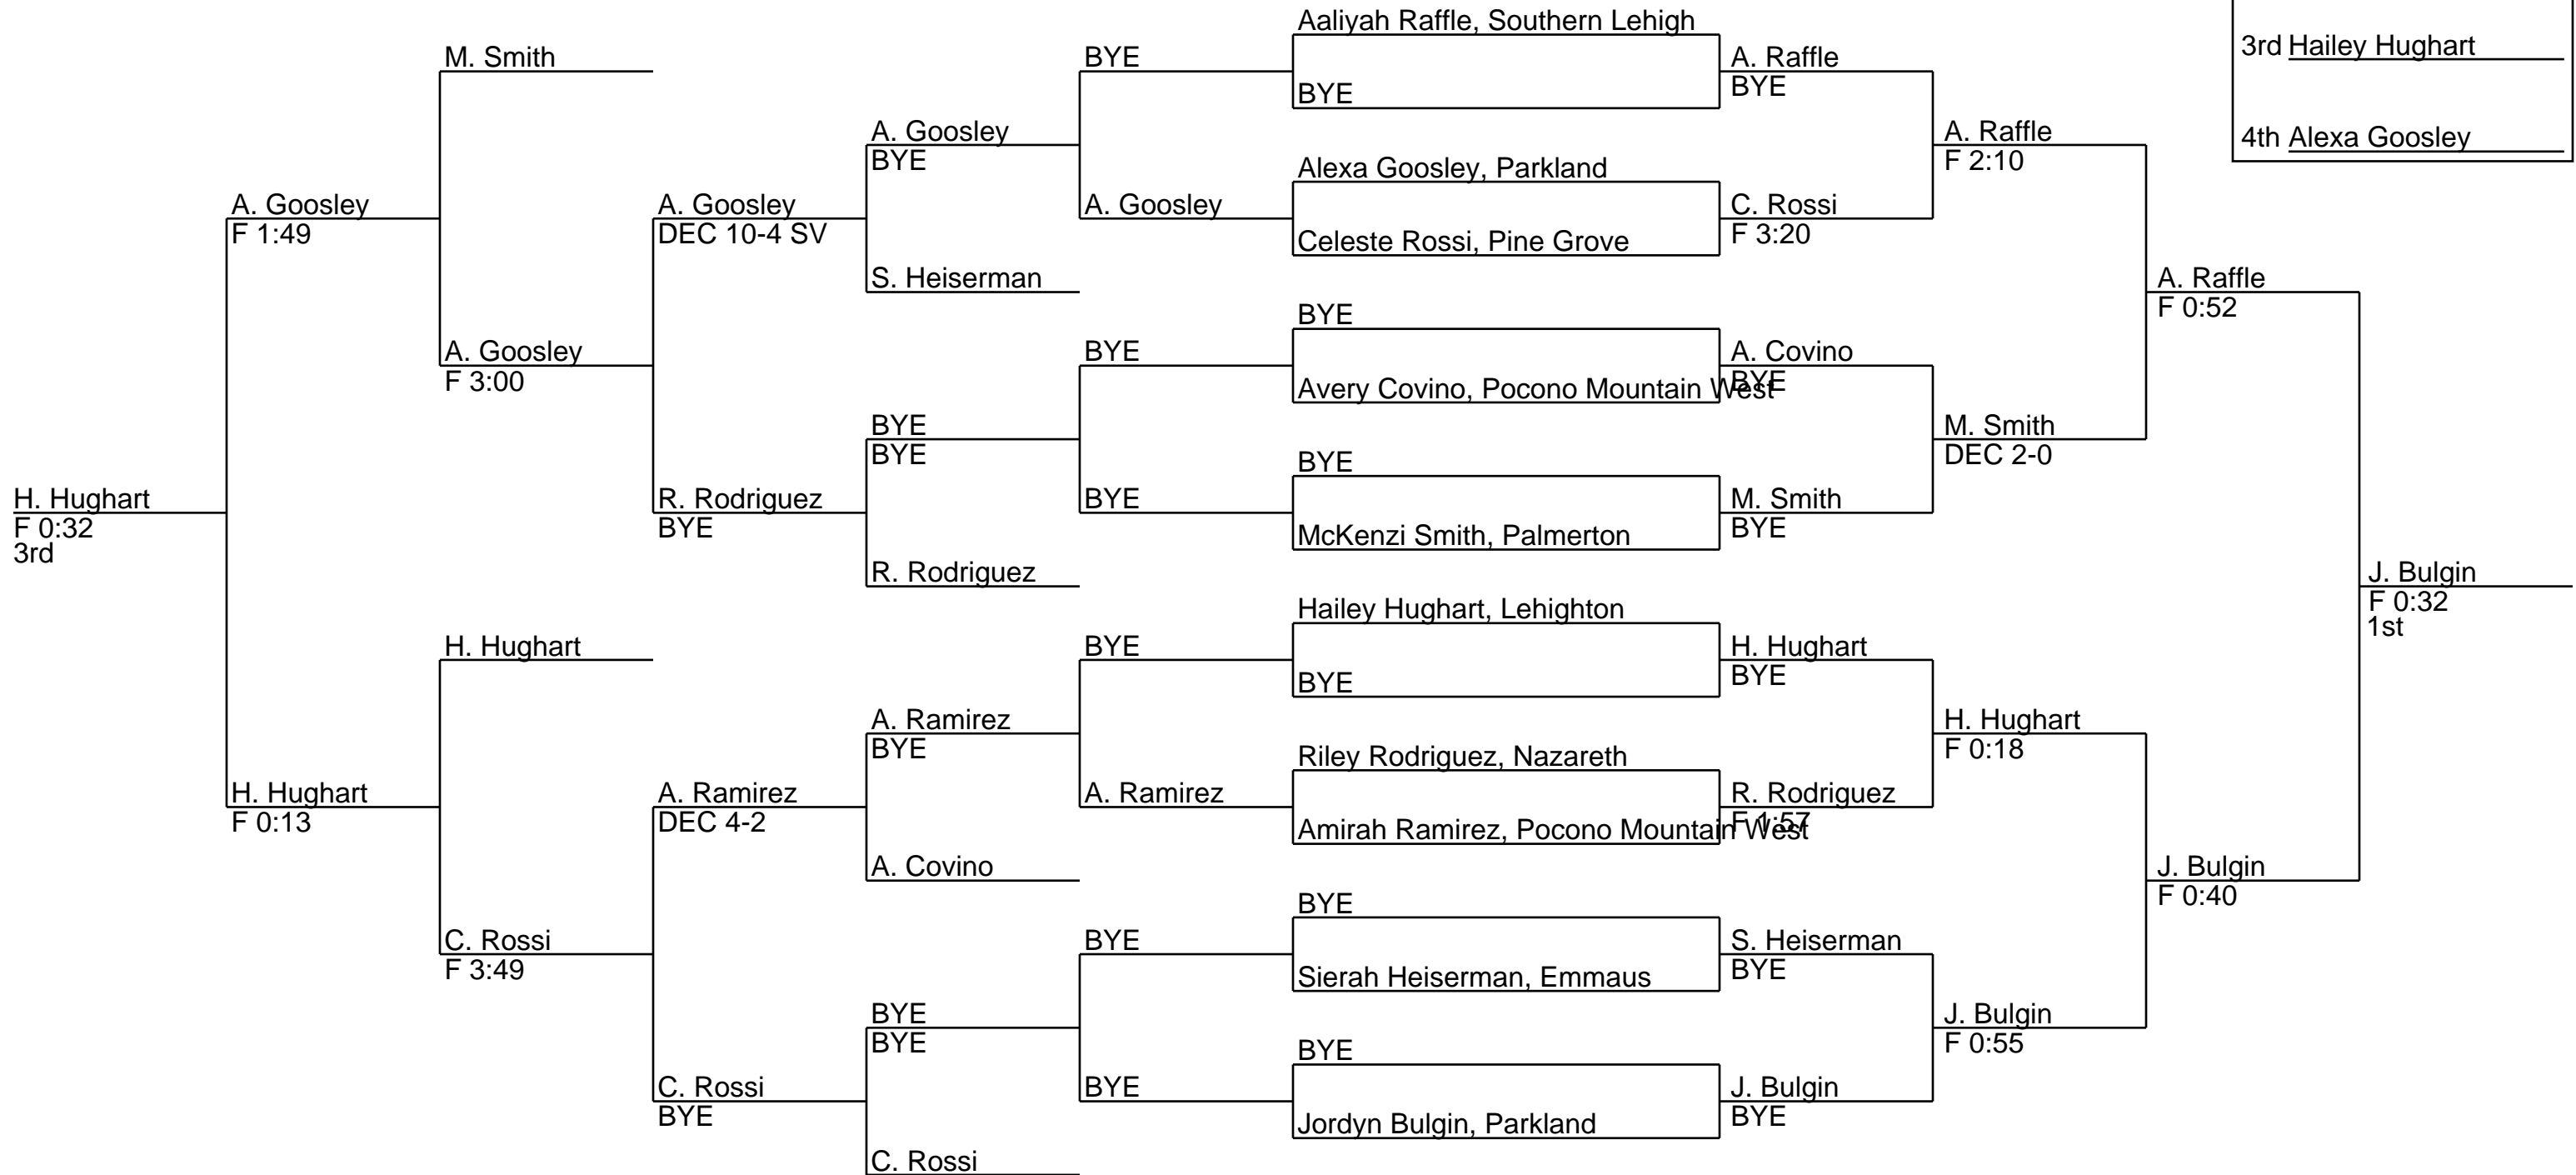 Aaliyah Raffle, Southern Lehigh
3rd Hailey Hughart
M. Smith
BYE
A. Raffle
BYE
BYE
4th Alexa Goosley
A. Goosley
BYE
A. Raffle
F 2:10
Alexa Goosley, Parkland
A. Goosley
F 1:49
A. Goosley
DEC 10-4 SV
A. Goosley
C. Rossi
F 3:20
Celeste Rossi, Pine Grove
S. Heiserman
A. Raffle
F 0:52
BYE
A. Goosley
F 3:00
BYE
A. Covino
BYE
Avery Covino, Pocono Mountain West
BYE
BYE
M. Smith
DEC 2-0
BYE
H. Hughart
F 0:32
3rd
R. Rodriguez
BYE
BYE
M. Smith
BYE
McKenzi Smith, Palmerton
R. Rodriguez
J. Bulgin
F 0:32
1st
Hailey Hughart, Lehighton
H. Hughart
BYE
H. Hughart
BYE
BYE
A. Ramirez
BYE
H. Hughart
F 0:18
Riley Rodriguez, Nazareth
H. Hughart
F 0:13
A. Ramirez
DEC 4-2
A. Ramirez
R. Rodriguez
F 1:57
Amirah Ramirez, Pocono Mountain West
A. Covino
J. Bulgin
F 0:40
BYE
C. Rossi
F 3:49
BYE
S. Heiserman
BYE
Sierah Heiserman, Emmaus
BYE
BYE
J. Bulgin
F 0:55
BYE
C. Rossi
BYE
BYE
J. Bulgin
BYE
Jordyn Bulgin, Parkland
C. Rossi